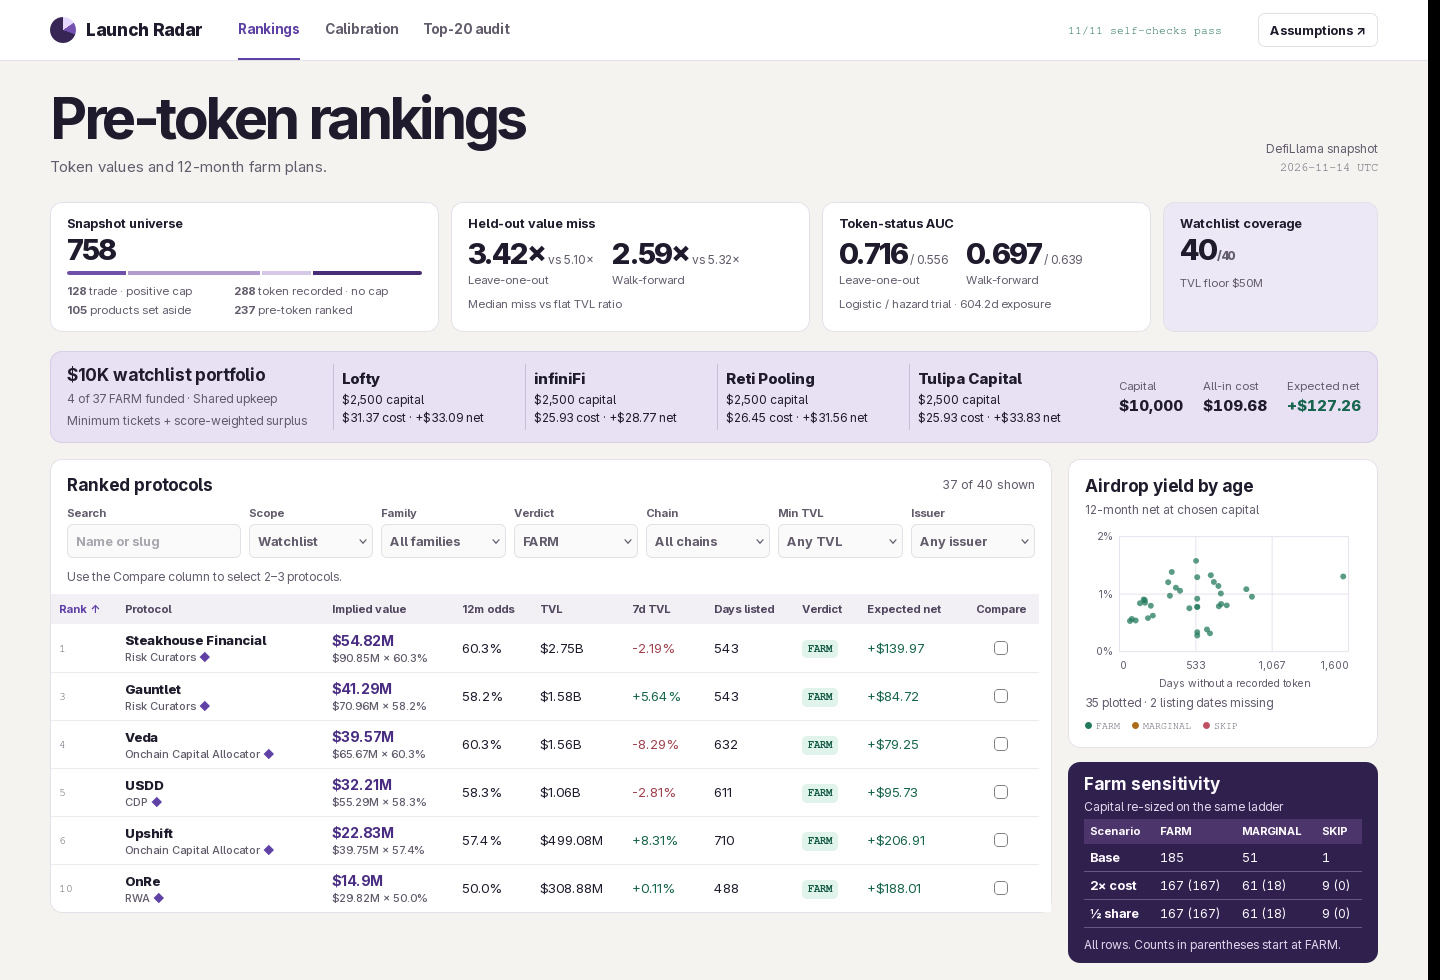 Launch Radar
Rankings
Calibration
Top-20 audit
11/11 self-checks pass
Assumptions ↗
Pre-token rankings
Token values and 12-month farm plans.
DefiLlama snapshot
2026-11-14 UTC
Snapshot universe
758
128 trade · positive cap
288 token recorded · no cap
105 products set aside
237 pre-token ranked
Held-out value miss
3.42× vs 5.10×
2.59× vs 5.32×
Leave-one-out
Walk-forward
Median miss vs flat TVL ratio
Token-status AUC
0.716 / 0.556
0.697 / 0.639
Leave-one-out
Walk-forward
Logistic / hazard trial · 604.2d exposure
Watchlist coverage
40/40
TVL floor $50M
$10K watchlist portfolio
4 of 37 FARM funded · Shared upkeep
Minimum tickets + score-weighted surplus
Lofty
$2,500 capital
$31.37 cost · +$33.09 net
infiniFi
$2,500 capital
$25.93 cost · +$28.77 net
Reti Pooling
$2,500 capital
$26.45 cost · +$31.56 net
Tulipa Capital
$2,500 capital
$25.93 cost · +$33.83 net
Capital
$10,000
All-in cost
$109.68
Expected net
+$127.26
Ranked protocols
37 of 40 shown
Search
Scope
Family
Verdict
Chain
Min TVL
Issuer
Name or slug
Watchlist
All families
FARM
All chains
Any TVL
Any issuer
Use the Compare column to select 2–3 protocols.
Rank ↑ Protocol Implied value 12m odds TVL 7d TVL Days listed Verdict Expected net Compare
1 Steakhouse Financial $54.82M 60.3% $2.75B -2.19% 543 FARM +$139.97
Risk Curators ◆ $90.85M × 60.3%
3 Gauntlet $41.29M 58.2% $1.58B +5.64% 543 FARM +$84.72
Risk Curators ◆ $70.96M × 58.2%
4 Veda $39.57M 60.3% $1.56B -8.29% 632 FARM +$79.25
Onchain Capital Allocator ◆ $65.67M × 60.3%
5 USDD $32.21M 58.3% $1.06B -2.81% 611 FARM +$95.73
CDP ◆ $55.29M × 58.3%
6 Upshift $22.83M 57.4% $499.08M +8.31% 710 FARM +$206.91
Onchain Capital Allocator ◆ $39.75M × 57.4%
10 OnRe $14.9M 50.0% $308.88M +0.11% 488 FARM +$188.01
RWA ◆ $29.82M × 50.0%
Airdrop yield by age
12-month net at chosen capital
2%
1%
0%
0 533 1,067 1,600
Days without a recorded token
35 plotted · 2 listing dates missing
FARM MARGINAL SKIP
Farm sensitivity
Capital re-sized on the same ladder
Scenario FARM MARGINAL SKIP
Base 185 51 1
2× cost 167 (167) 61 (18) 9 (0)
½ share 167 (167) 61 (18) 9 (0)
All rows. Counts in parentheses start at FARM.